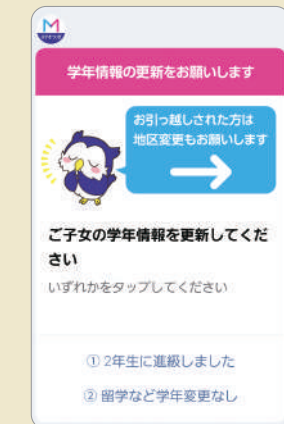 M
学年情報の更新をお願いします
お引っ越しされた方は
地区変更もお願いします
ご子女の学年情報を更新してくだ
さい
いずれかをタップしてください
① 2年生に進級しました
② 留学など学年変更なし